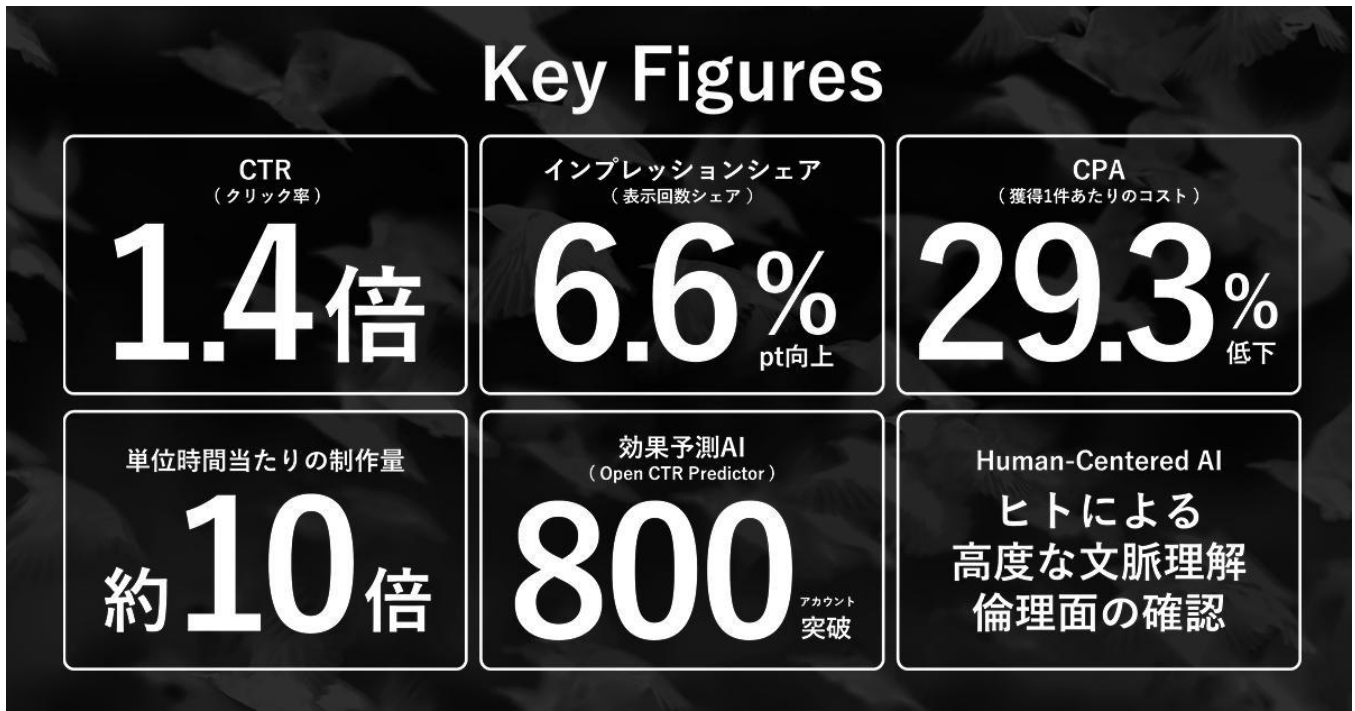 Key Figures
CTR
（クリック率）
1.4倍
インプレッションシェア
（表示回数シェア）
6.6%
pt向上
CPA
（獲得1件あたりのコスト）
29.3%
低下
単位時間当たりの制作量
約10倍
効果予測AI
（Open CTR Predictor）
800
アカウント
突破
Human-Centered AI
ヒトによる
高度な文脈理解
倫理面の確認